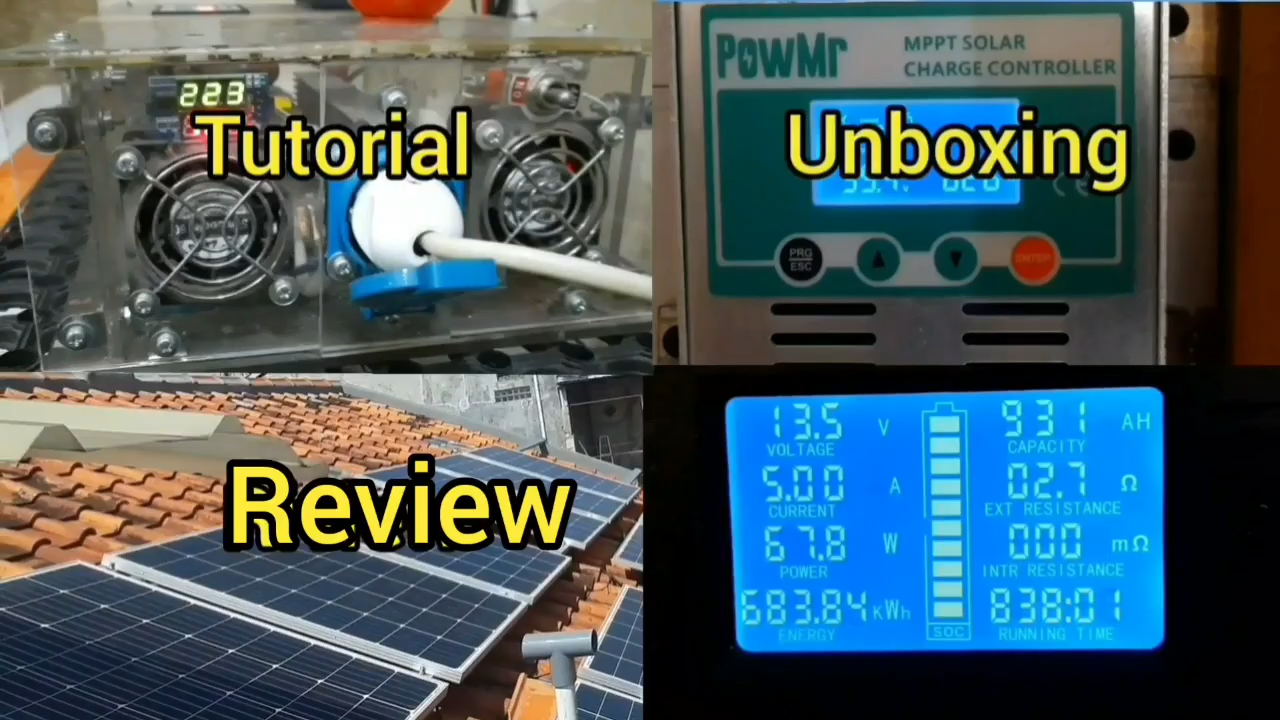 223
Tutorial
PowMr
MPPT SOLAR
CHARGE CONTROLLER
Unboxing
PRG
ESC
ENTER
Review
13.5 V
VOLTAGE
5.00 A
CURRENT
67.8 W
POWER
683.84 kWh
ENERGY
SOC
931 AH
CAPACITY
02.7 Ω
EXT RESISTANCE
000 mΩ
INTR RESISTANCE
838:01
RUNNING TIME